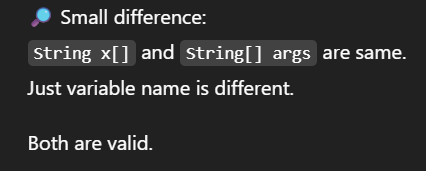 🔎 Small difference:
String x[] and String[] args are same.
Just variable name is different.
Both are valid.